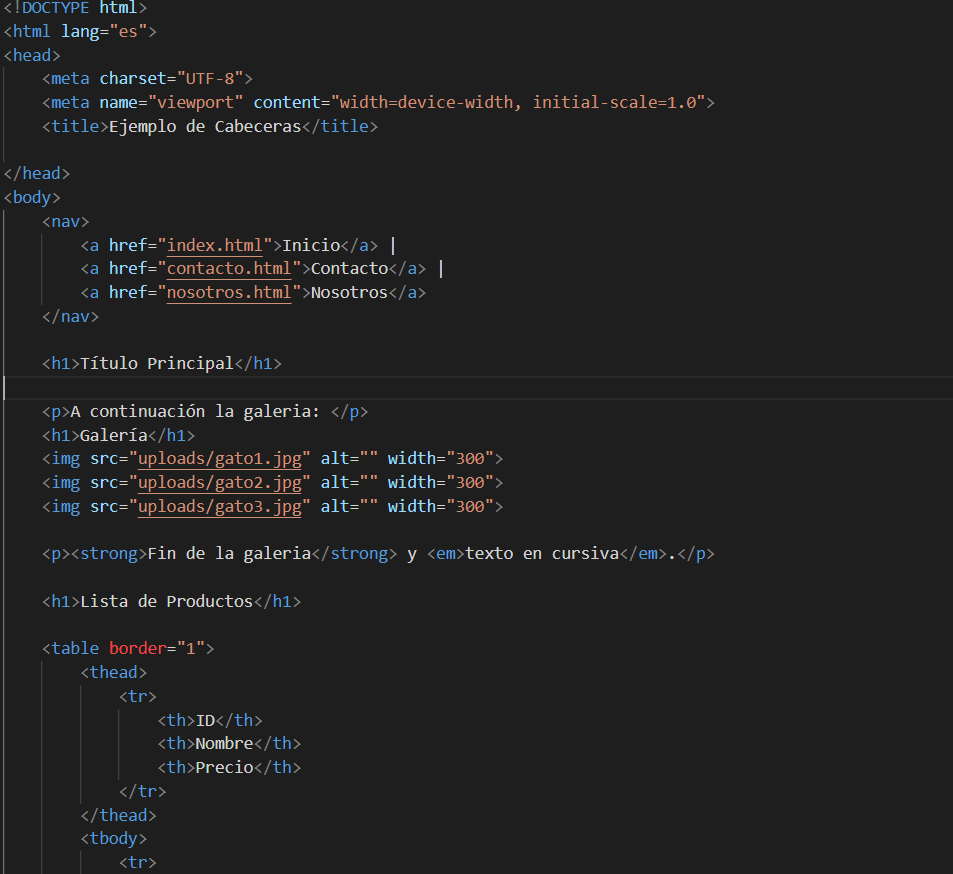 <!DOCTYPE html>
<html lang="es">
<head>
    <meta charset="UTF-8">
    <meta name="viewport" content="width=device-width, initial-scale=1.0">
    <title>Ejemplo de Cabeceras</title>
</head>
<body>
    <nav>
        <a href="index.html">Inicio</a> |
        <a href="contacto.html">Contacto</a> |
        <a href="nosotros.html">Nosotros</a>
    </nav>
    <h1>Título Principal</h1>
    <p>A continuación la galeria: </p>
    <h1>Galería</h1>
    <img src="uploads/gato1.jpg" alt="" width="300">
    <img src="uploads/gato2.jpg" alt="" width="300">
    <img src="uploads/gato3.jpg" alt="" width="300">
    <p><strong>Fin de la galeria</strong> y <em>texto en cursiva</em>.</p>
    <h1>Lista de Productos</h1>
    <table border="1">
        <thead>
            <tr>
                <th>ID</th>
                <th>Nombre</th>
                <th>Precio</th>
            </tr>
        </thead>
        <tbody>
            <tr>